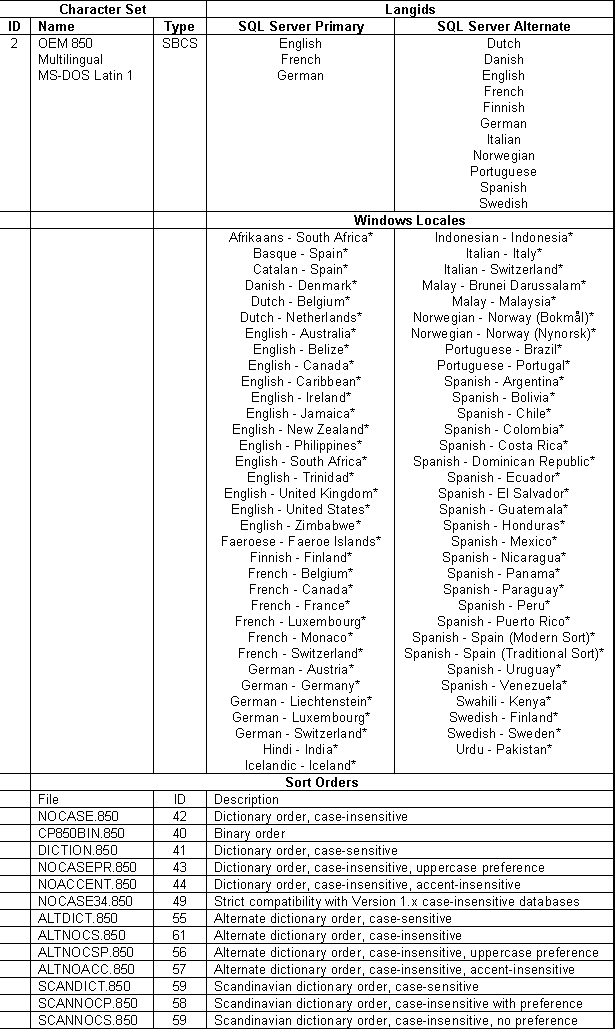 Character Set Langids
ID Name Type SQL Server Primary SQL Server Alternate
2 OEM 850 SBCS English Dutch
Multilingual French Danish
MS-DOS Latin 1 German English
French
Finnish
German
Italian
Norwegian
Portuguese
Spanish
Swedish
Windows Locales
Afrikaans - South Africa* Indonesian - Indonesia*
Basque - Spain* Italian - Italy*
Catalan - Spain* Italian - Switzerland*
Danish - Denmark* Malay - Brunei Darussalam*
Dutch - Belgium* Malay - Malaysia*
Dutch - Netherlands* Norwegian - Norway (Bokmål)*
English - Australia* Norwegian - Norway (Nynorsk)*
English - Belize* Portuguese - Brazil*
English - Canada* Portuguese - Portugal*
English - Caribbean* Spanish - Argentina*
English - Ireland* Spanish - Bolivia*
English - Jamaica* Spanish - Chile*
English - New Zealand* Spanish - Colombia*
English - Philippines* Spanish - Costa Rica*
English - South Africa* Spanish - Dominican Republic*
English - Trinidad* Spanish - Ecuador*
English - United Kingdom* Spanish - El Salvador*
English - United States* Spanish - Guatemala*
English - Zimbabwe* Spanish - Honduras*
Faeroese - Faeroe Islands* Spanish - Mexico*
Finnish - Finland* Spanish - Nicaragua*
French - Belgium* Spanish - Panama*
French - Canada* Spanish - Paraguay*
French - France* Spanish - Peru*
French - Luxembourg* Spanish - Puerto Rico*
French - Monaco* Spanish - Spain (Modern Sort)*
French - Switzerland* Spanish - Spain (Traditional Sort)*
German - Austria* Spanish - Uruguay*
German - Germany* Spanish - Venezuela*
German - Liechtenstein* Swahili - Kenya*
German - Luxembourg* Swedish - Finland*
German - Switzerland* Swedish - Sweden*
Hindi - India* Urdu - Pakistan*
Icelandic - Iceland*
Sort Orders
File ID Description
NOCASE.850 42 Dictionary order, case-insensitive
CP850BIN.850 40 Binary order
DICTION.850 41 Dictionary order, case-sensitive
NOCASEPR.850 43 Dictionary order, case-insensitive, uppercase preference
NOACCENT.850 44 Dictionary order, case-insensitive, accent-insensitive
NOCASE34.850 49 Strict compatibility with Version 1.x case-insensitive databases
ALTDICT.850 55 Alternate dictionary order, case-sensitive
ALTNOCS.850 61 Alternate dictionary order, case-insensitive
ALTNOCSP.850 56 Alternate dictionary order, case-insensitive, uppercase preference
ALTNOACC.850 57 Alternate dictionary order, case-insensitive, accent-insensitive
SCANDICT.850 59 Scandinavian dictionary order, case-sensitive
SCANNOCP.850 58 Scandinavian dictionary order, case-insensitive with preference
SCANNOCS.850 59 Scandinavian dictionary order, case-insensitive, no preference